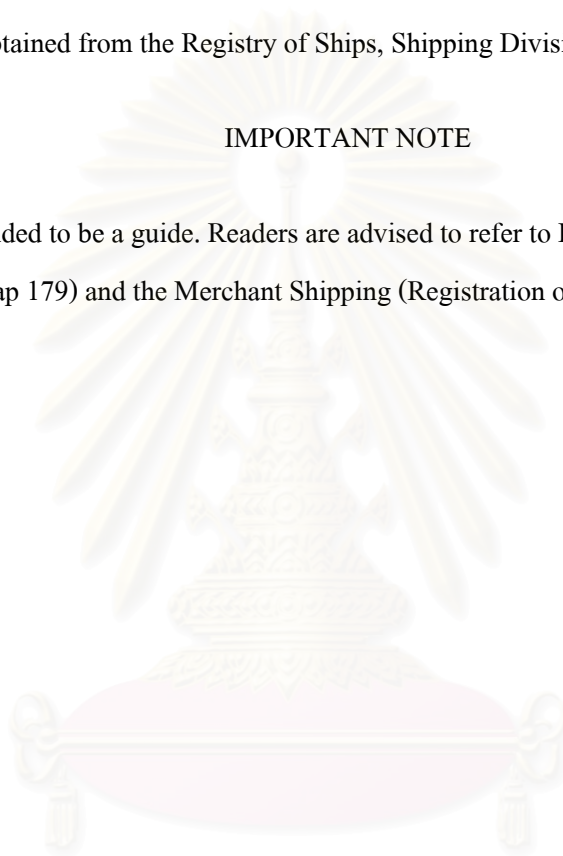 tained from the Registry of Ships, Shipping Divisi
IMPORTANT NOTE
ded to be a guide. Readers are advised to refer to
ap 179) and the Merchant Shipping (Registration o